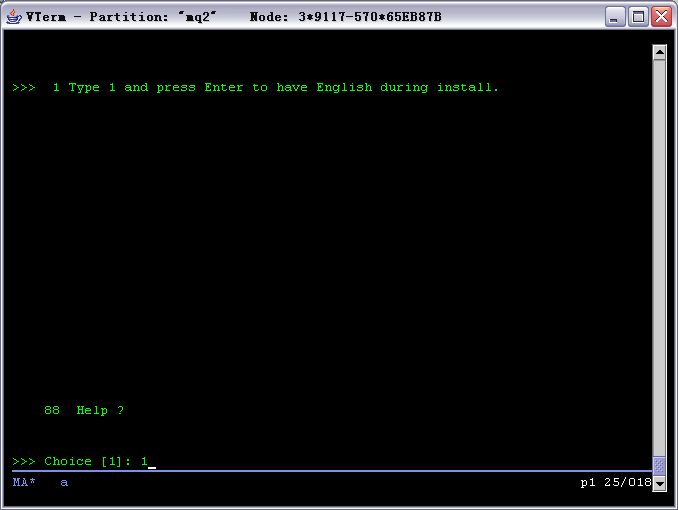 VTerm - Partition: "mq2" Node: 3*9117-570*65EB87B
>>> 1 Type 1 and press Enter to have English during install.
88 Help ?
>>> Choice [1]: 1
MA* a p1 25/018